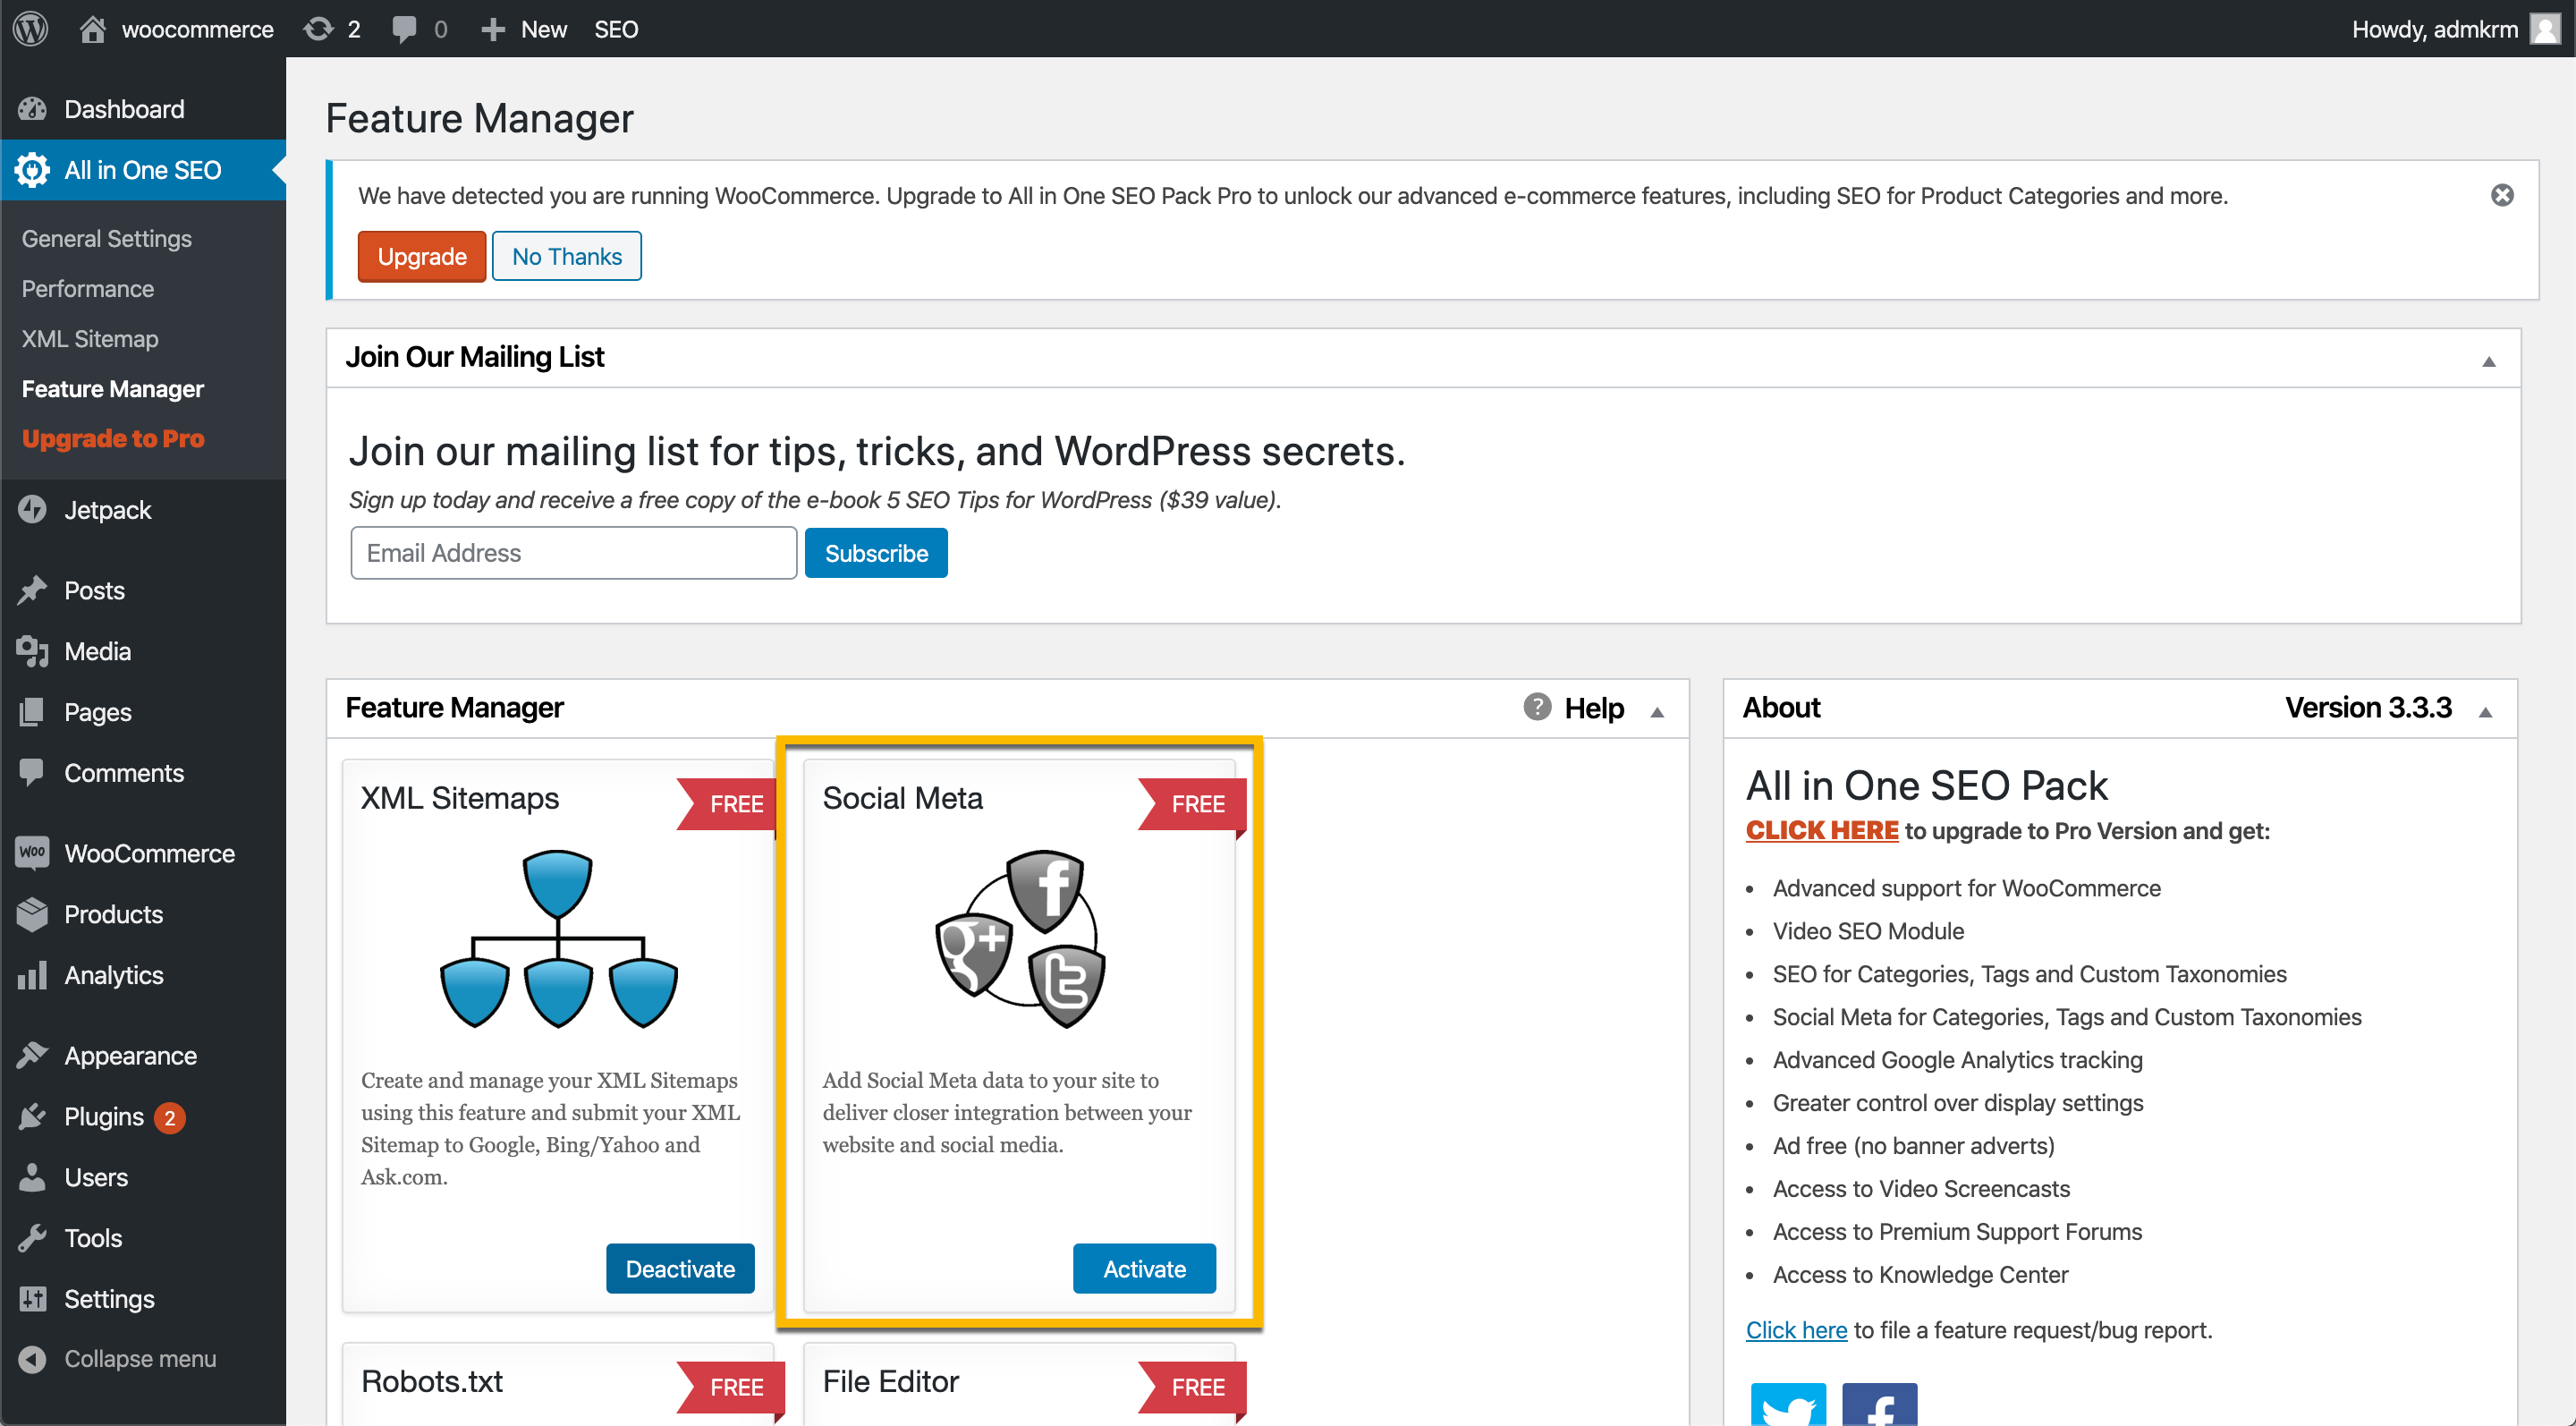 woocommerce
2
0
New
SEO
Howdy, admkrm
Dashboard
All in One SEO
General Settings
Performance
XML Sitemap
Feature Manager
Upgrade to Pro
Jetpack
Posts
Media
Pages
Comments
Woo WooCommerce
Products
Analytics
Appearance
Plugins 2
Users
Tools
Settings
Collapse menu
Feature Manager
We have detected you are running WooCommerce. Upgrade to All in One SEO Pack Pro to unlock our advanced e-commerce features, including SEO for Product Categories and more.
Upgrade
No Thanks
Join Our Mailing List
Join our mailing list for tips, tricks, and WordPress secrets.
Sign up today and receive a free copy of the e-book 5 SEO Tips for WordPress ($39 value).
Email Address
Subscribe
Feature Manager
? Help
XML Sitemaps
FREE
Create and manage your XML Sitemaps
using this feature and submit your XML
Sitemap to Google, Bing/Yahoo and
Ask.com.
Deactivate
Social Meta
FREE
f
g+
t
Add Social Meta data to your site to
deliver closer integration between your
website and social media.
Activate
Robots.txt
FREE
File Editor
FREE
About
Version 3.3.3
All in One SEO Pack
CLICK HERE to upgrade to Pro Version and get:
• Advanced support for WooCommerce
• Video SEO Module
• SEO for Categories, Tags and Custom Taxonomies
• Social Meta for Categories, Tags and Custom Taxonomies
• Advanced Google Analytics tracking
• Greater control over display settings
• Ad free (no banner adverts)
• Access to Video Screencasts
• Access to Premium Support Forums
• Access to Knowledge Center
Click here to file a feature request/bug report.
f